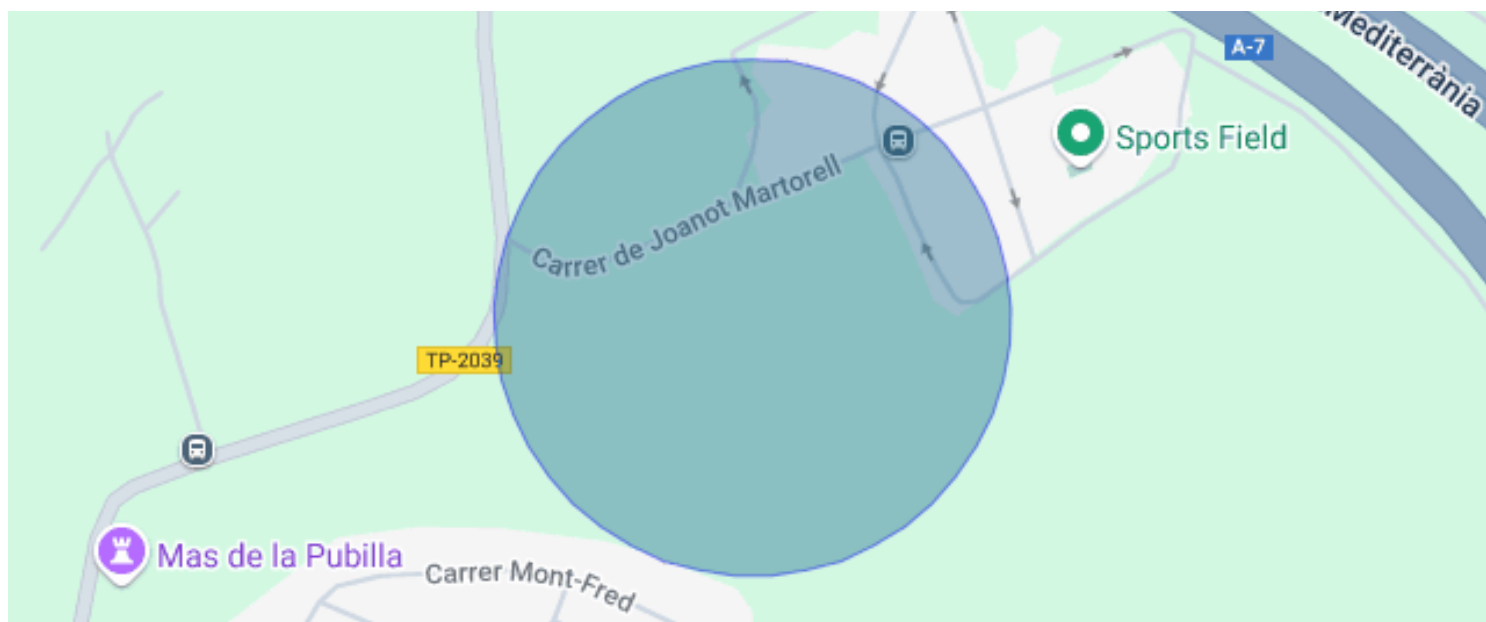 Mediterrània
A-7
Sports Field
Carrer de Joanot Martorell
TP-2039
Mas de la Pubilla
Carrer Mont-Fred